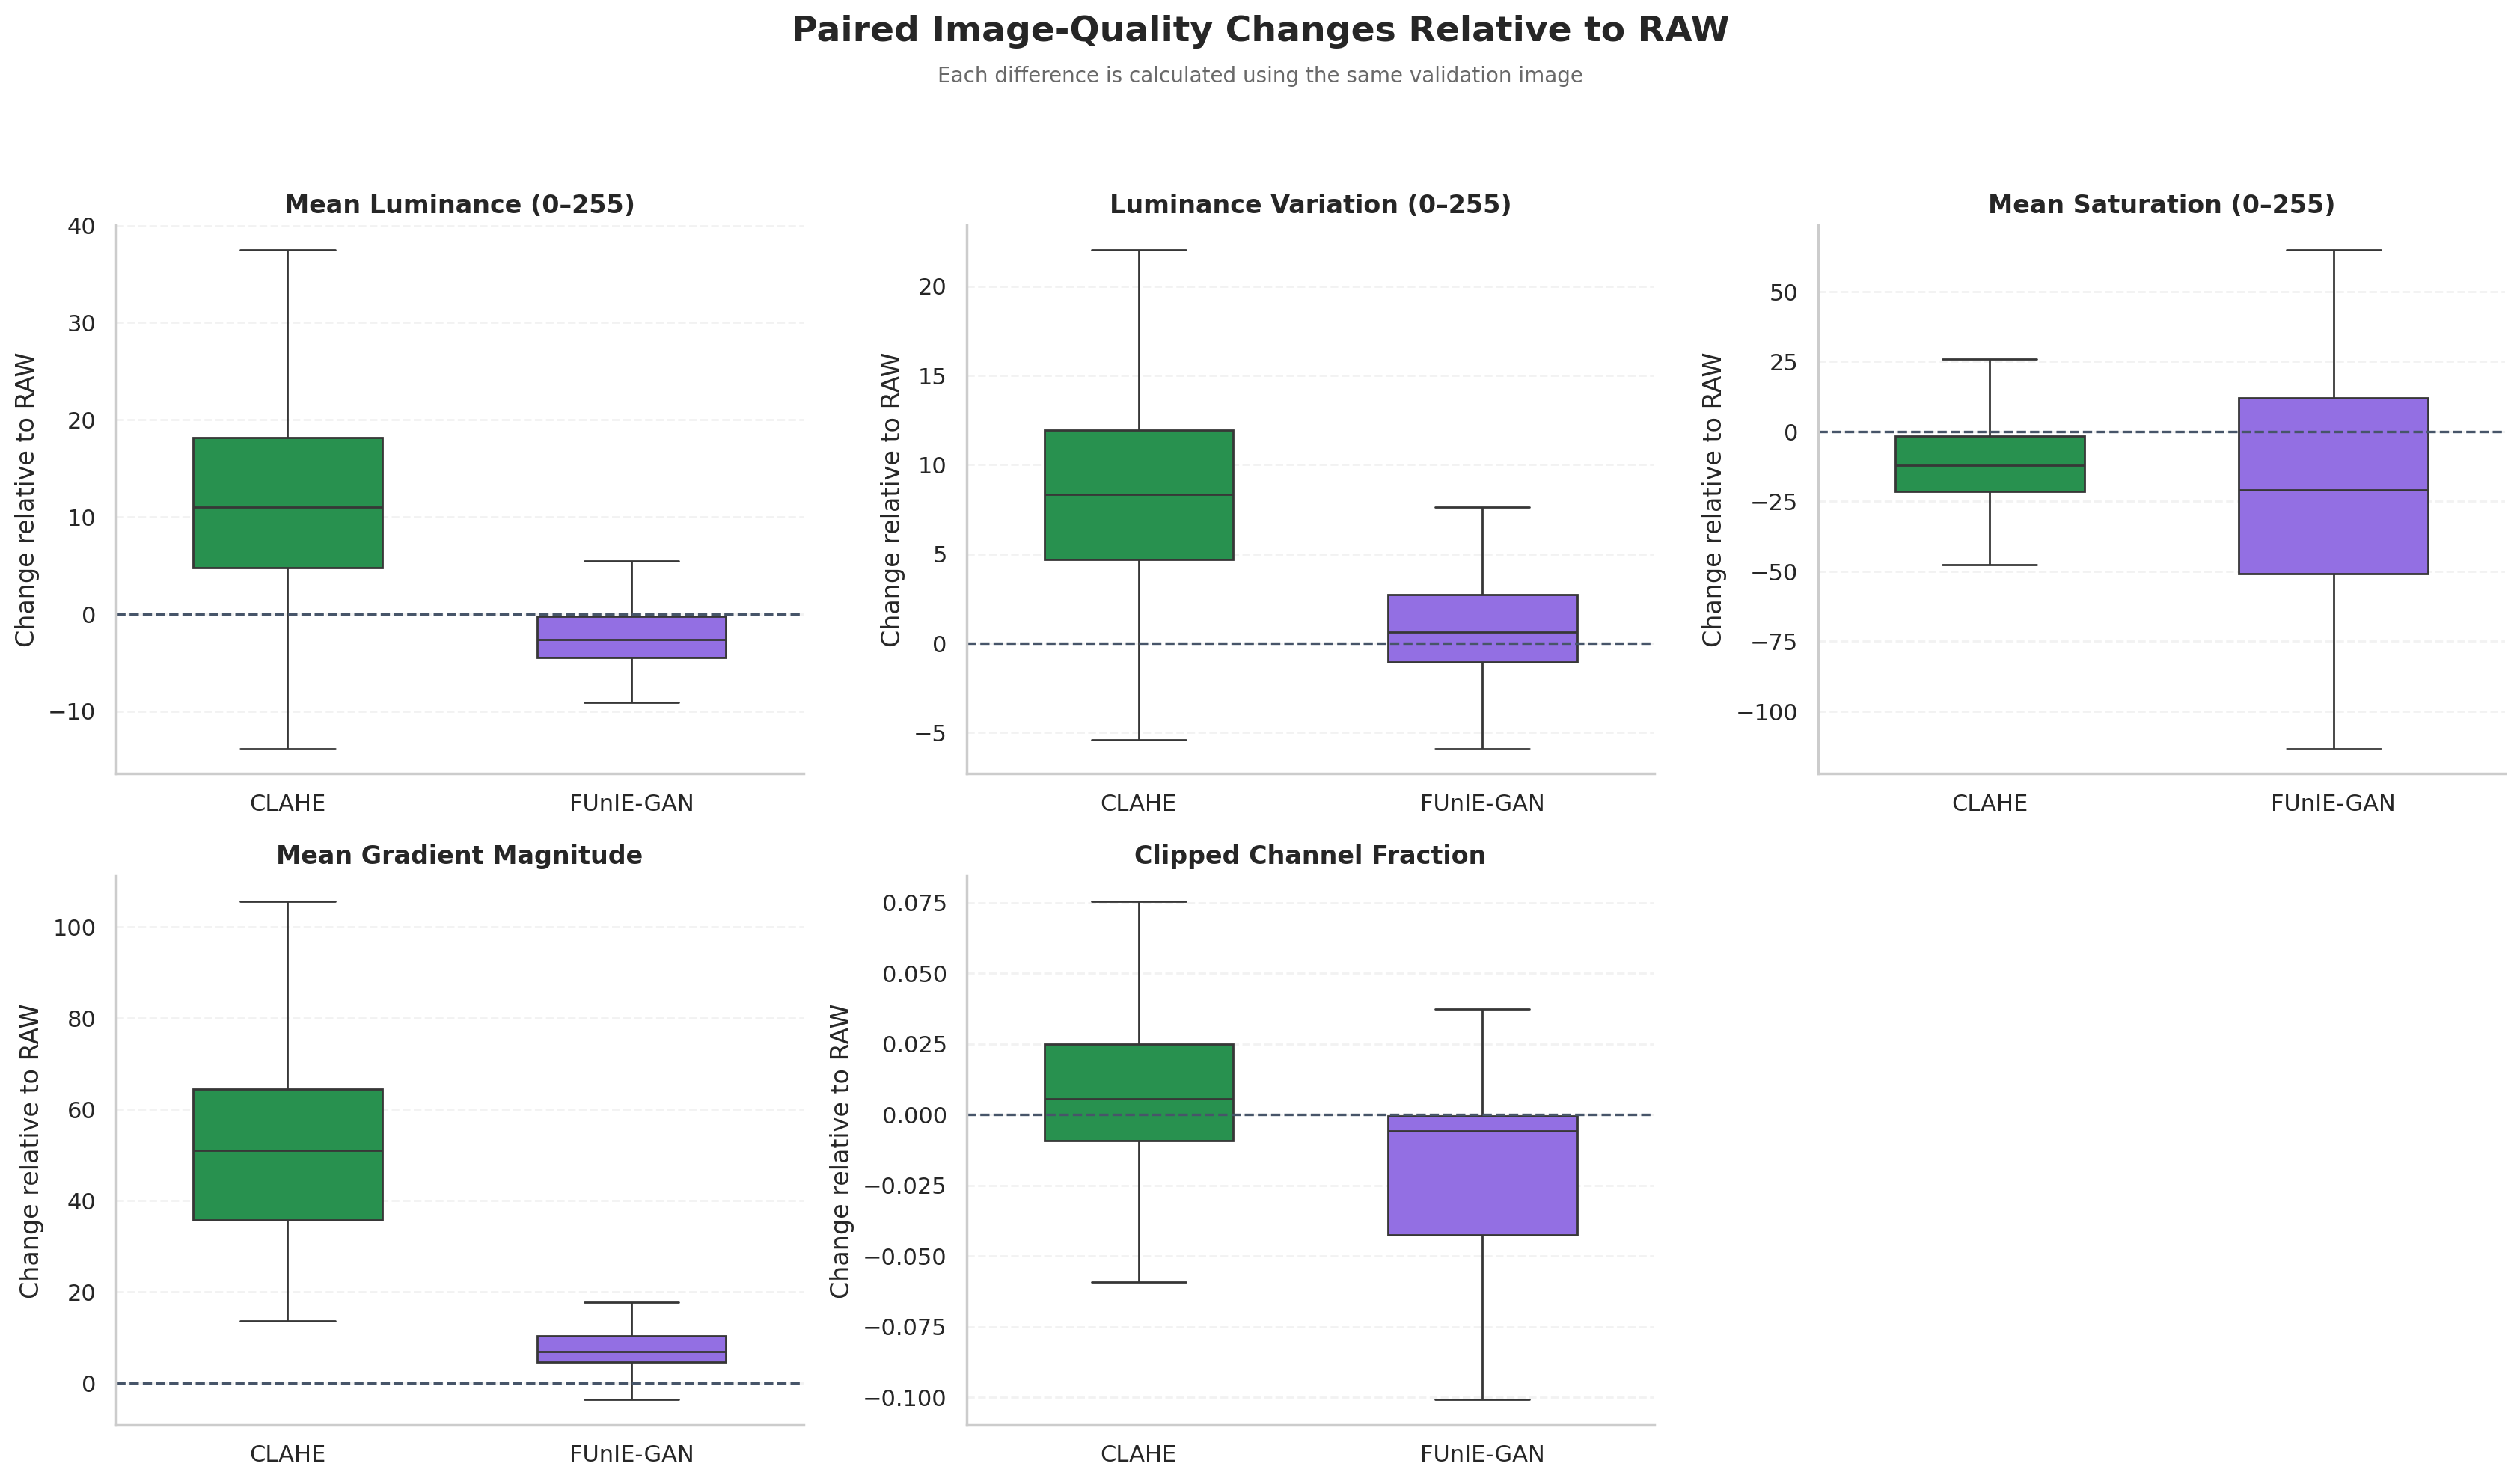 Paired Image-Quality Changes Relative to RAW
Each difference is calculated using the same validation image
Mean Luminance (0–255)
Change relative to RAW
40
30
20
10
0
−10
CLAHE
FUnIE-GAN
Luminance Variation (0–255)
Change relative to RAW
20
15
10
5
0
−5
CLAHE
FUnIE-GAN
Mean Saturation (0–255)
Change relative to RAW
50
25
0
−25
−50
−75
−100
CLAHE
FUnIE-GAN
Mean Gradient Magnitude
Change relative to RAW
100
80
60
40
20
0
CLAHE
FUnIE-GAN
Clipped Channel Fraction
Change relative to RAW
0.075
0.050
0.025
0.000
−0.025
−0.050
−0.075
−0.100
CLAHE
FUnIE-GAN